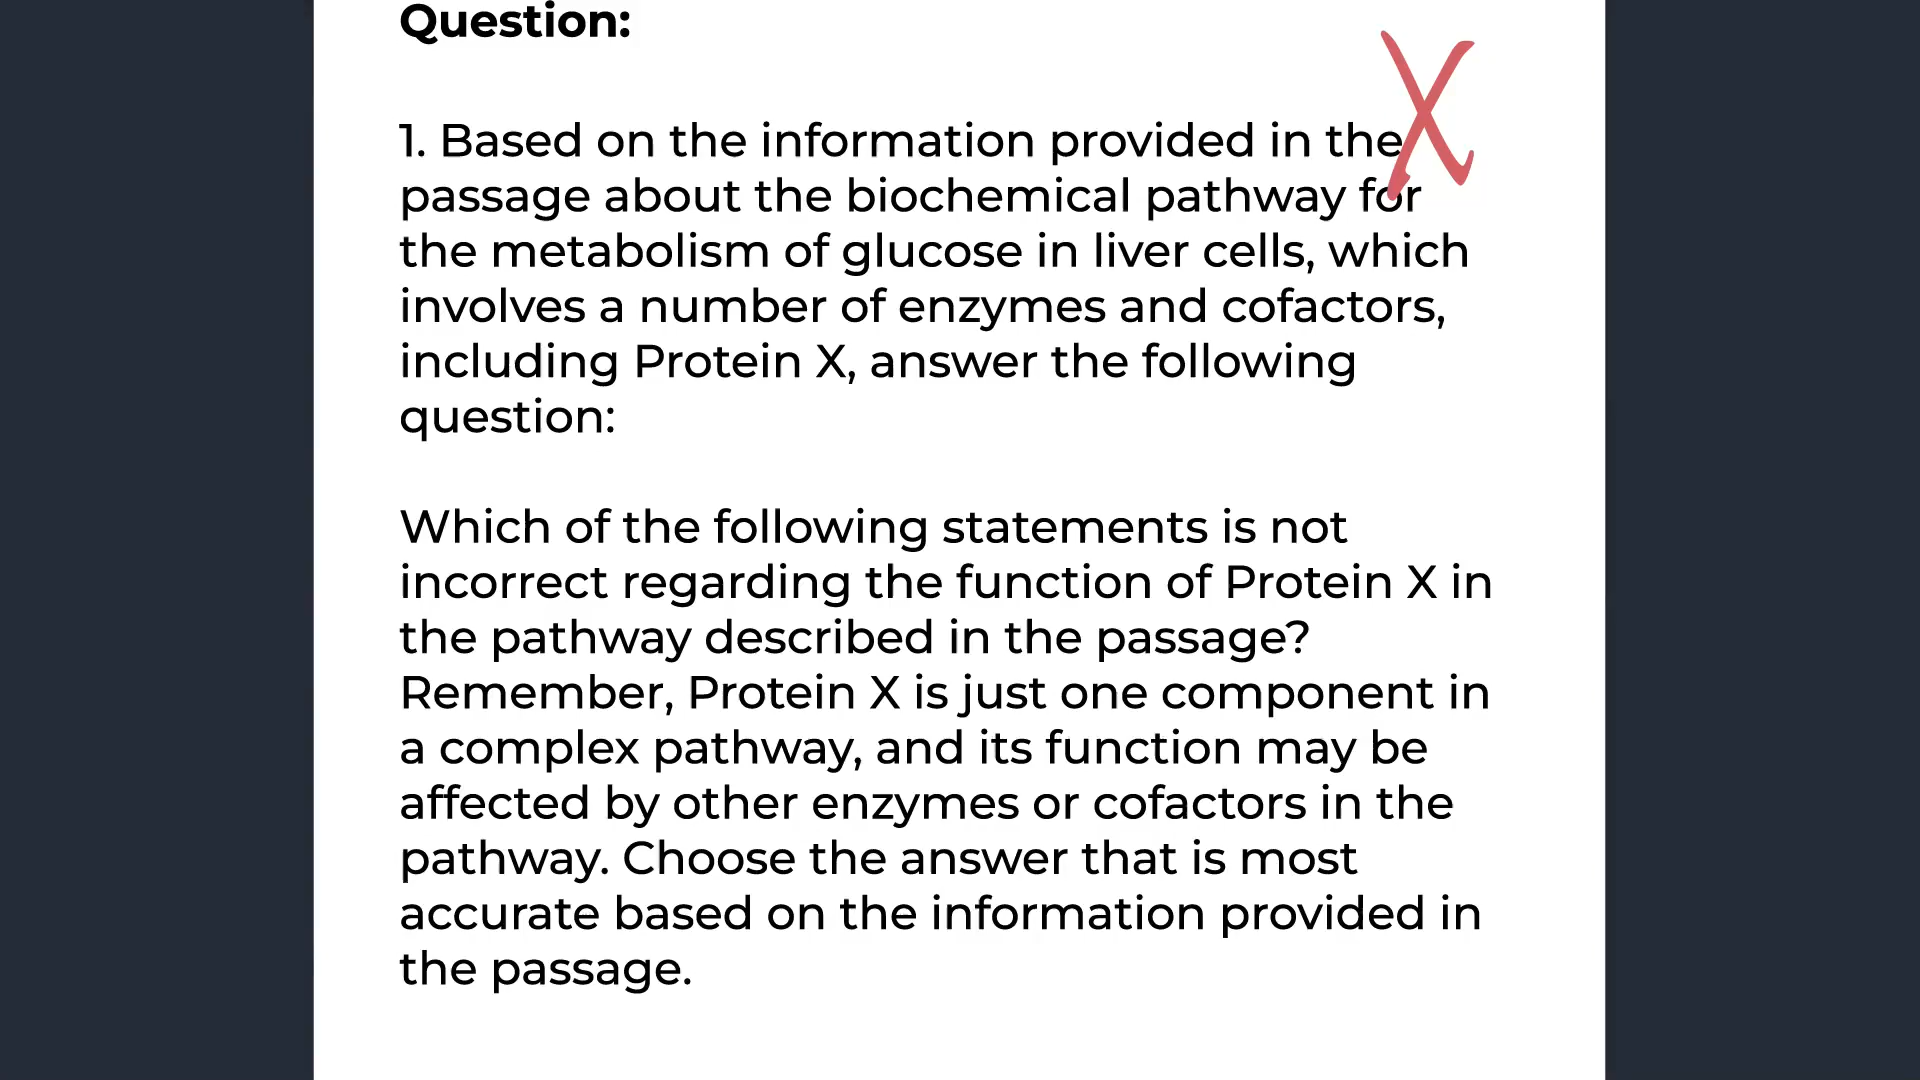 Question:
1. Based on the information provided in the
passage about the biochemical pathway for
the metabolism of glucose in liver cells, which
involves a number of enzymes and cofactors,
including Protein X, answer the following
question:
Which of the following statements is not
incorrect regarding the function of Protein X in
the pathway described in the passage?
Remember, Protein X is just one component in
a complex pathway, and its function may be
affected by other enzymes or cofactors in the
pathway. Choose the answer that is most
accurate based on the information provided in
the passage.